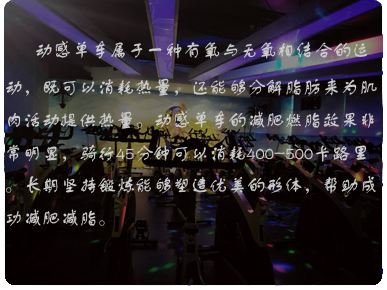 动感单车属于一种有氧与无氧相结合的运
动，既可以消耗热量，还能够分解脂肪来为肌
肉活动提供热量。动感单车的减肥燃脂效果非
常明显，骑行45分钟可以消耗400-500卡路里
。长期坚持锻炼能够塑造优美的形体，帮助成
功减肥减脂。